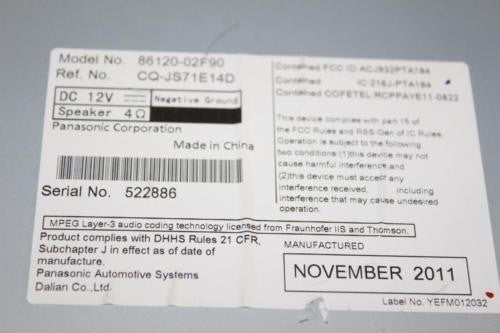 Model No. 86120-02F90
Ref. No. CQ-JS71E14D
DC 12V Negative Ground
Speaker 4 Ω
Panasonic Corporation
Made in China
Serial No. 522886
Contained FCC ID:ACJ932PTA184
Contained IC:216J-PTA184
Contained COFETEL:RCPPAYE11-0822
This device complies with part 15 of
the FCC Rules and RSS-Gen of IC Rules.
Operation is subject to the following
two conditions:(1)this device may not
cause harmful interference, and
(2)this device must accept any
interference received, including
interference that may cause undesired
operation.
MPEG Layer-3 audio coding technology licensed from Fraunhofer IIS and Thomson.
Product complies with DHHS Rules 21 CFR,
Subchapter J in effect as of date of
manufacture.
Panasonic Automotive Systems
Dalian Co.,Ltd.
MANUFACTURED
NOVEMBER 2011
Label No. YEFM012032